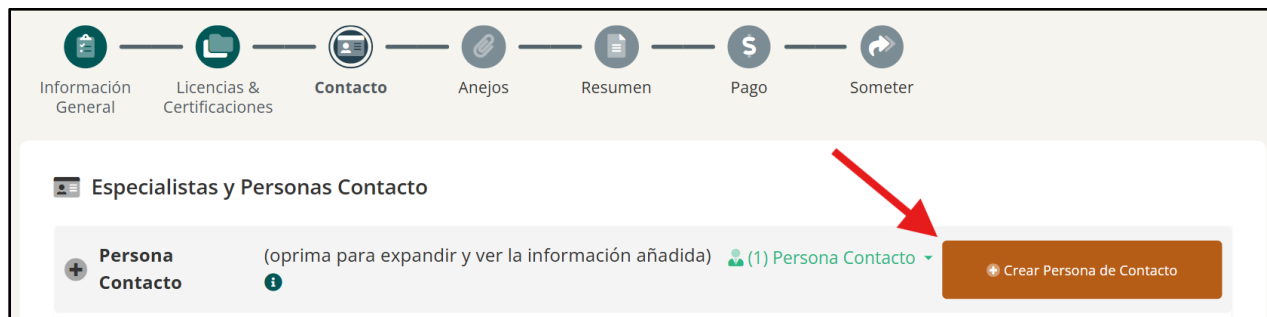 Información General
Licencias & Certificaciones
Contacto
Anejos
Resumen
Pago
Someter
Especialistas y Personas Contacto
Persona Contacto
(oprima para expandir y ver la información añadida)
(1) Persona Contacto
Crear Persona de Contacto